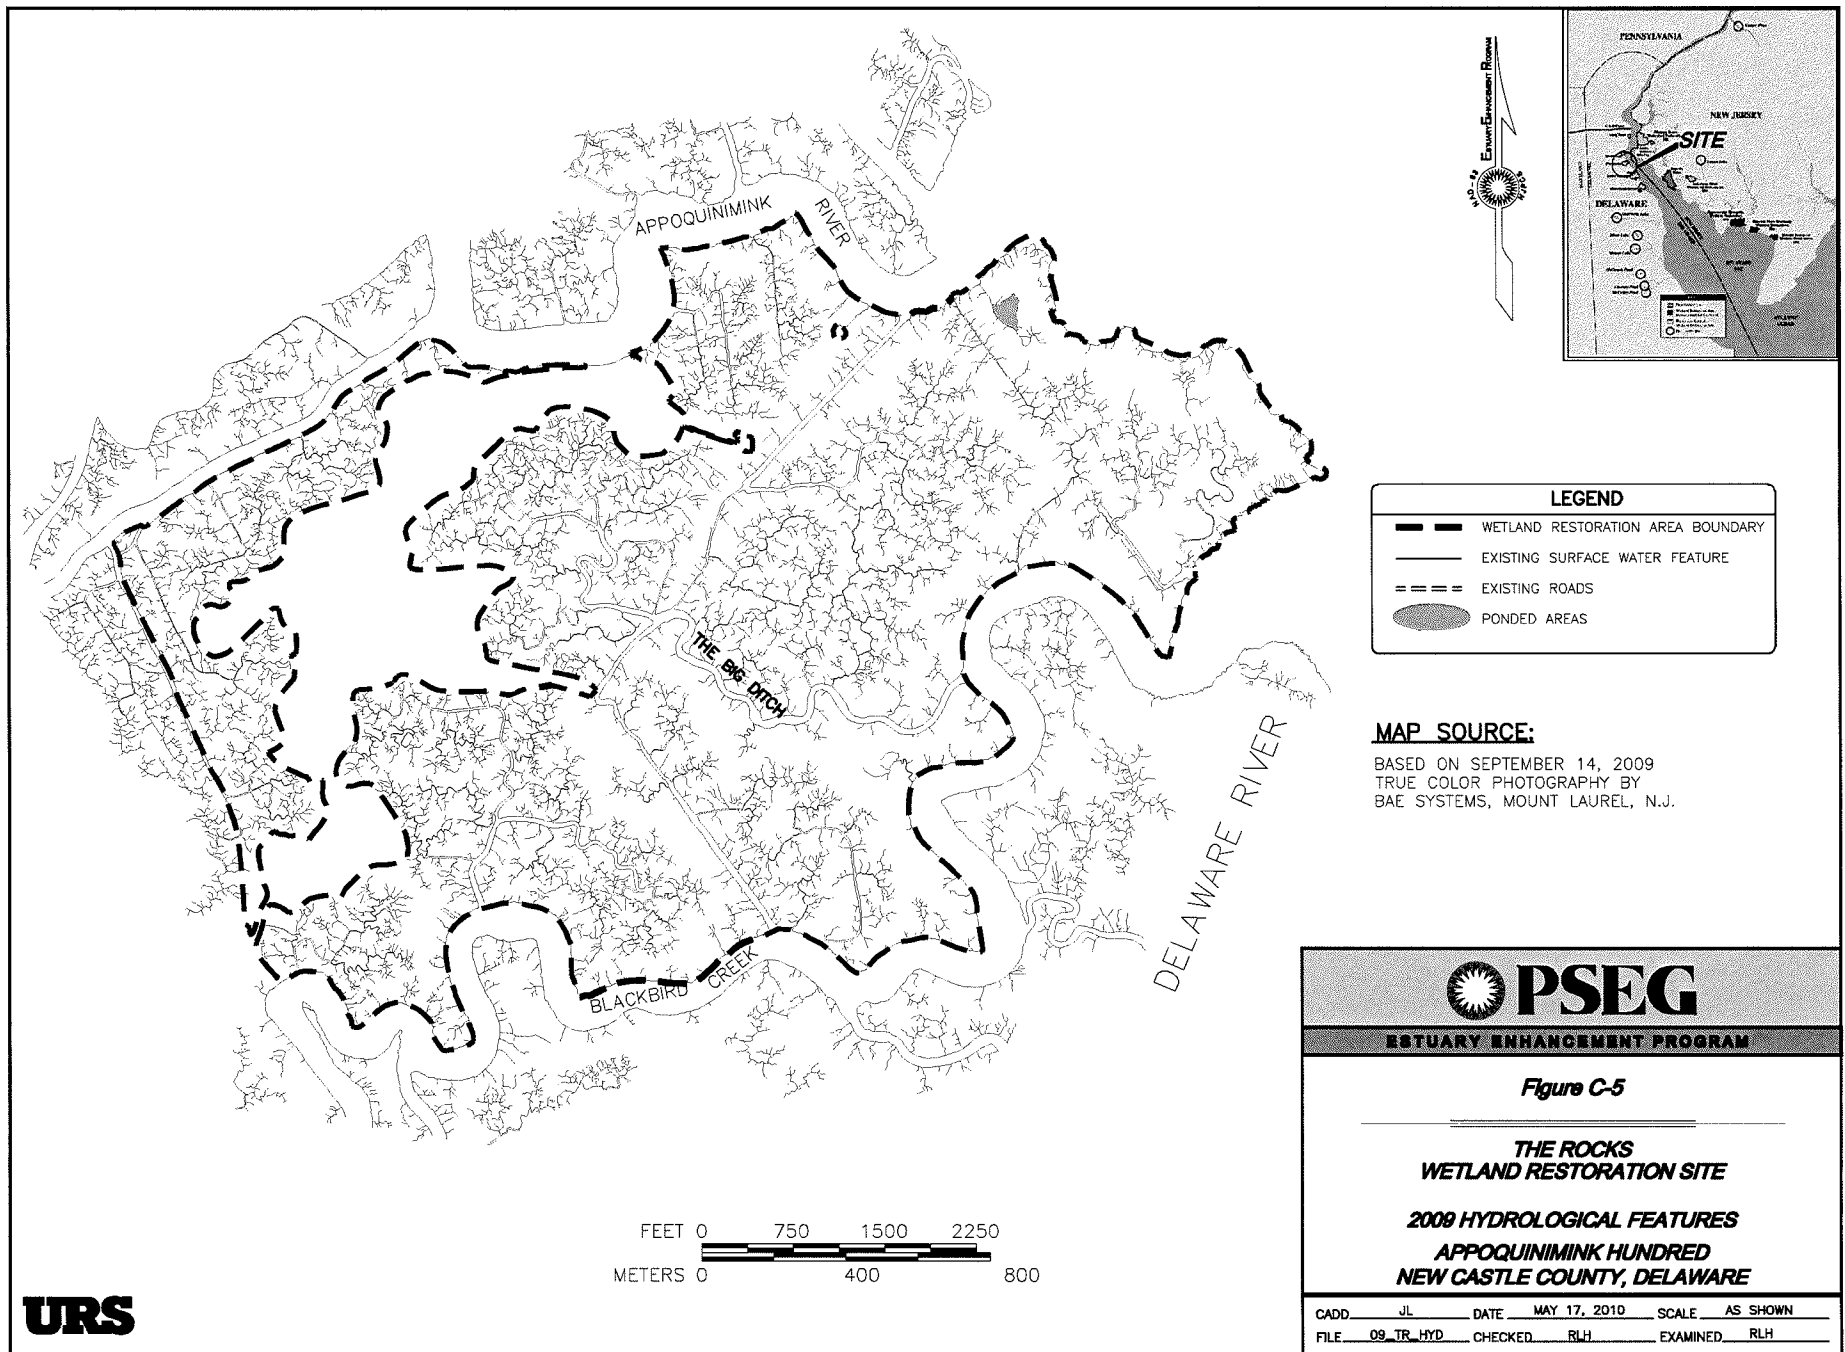 APPOQUINIMINK
RIVER
THE BIG DITCH
BLACKBIRD CREEK
DELAWARE RIVER
ESTUARY ENHANCEMENT PROGRAM
PENNSYLVANIA
NEW JERSEY
SITE
DELAWARE
LEGEND
WETLAND RESTORATION AREA BOUNDARY
EXISTING SURFACE WATER FEATURE
EXISTING ROADS
PONDED AREAS
MAP SOURCE:
BASED ON SEPTEMBER 14, 2009
TRUE COLOR PHOTOGRAPHY BY
BAE SYSTEMS, MOUNT LAUREL, N.J.
FEET 0 750 1500 2250
METERS 0 400 800
URS
PSEG
ESTUARY ENHANCEMENT PROGRAM
Figure C-5
THE ROCKS
WETLAND RESTORATION SITE
2009 HYDROLOGICAL FEATURES
APPOQUINIMINK HUNDRED
NEW CASTLE COUNTY, DELAWARE
CADD JL DATE MAY 17, 2010 SCALE AS SHOWN
FILE 09_TR_HYD CHECKED RLH EXAMINED RLH